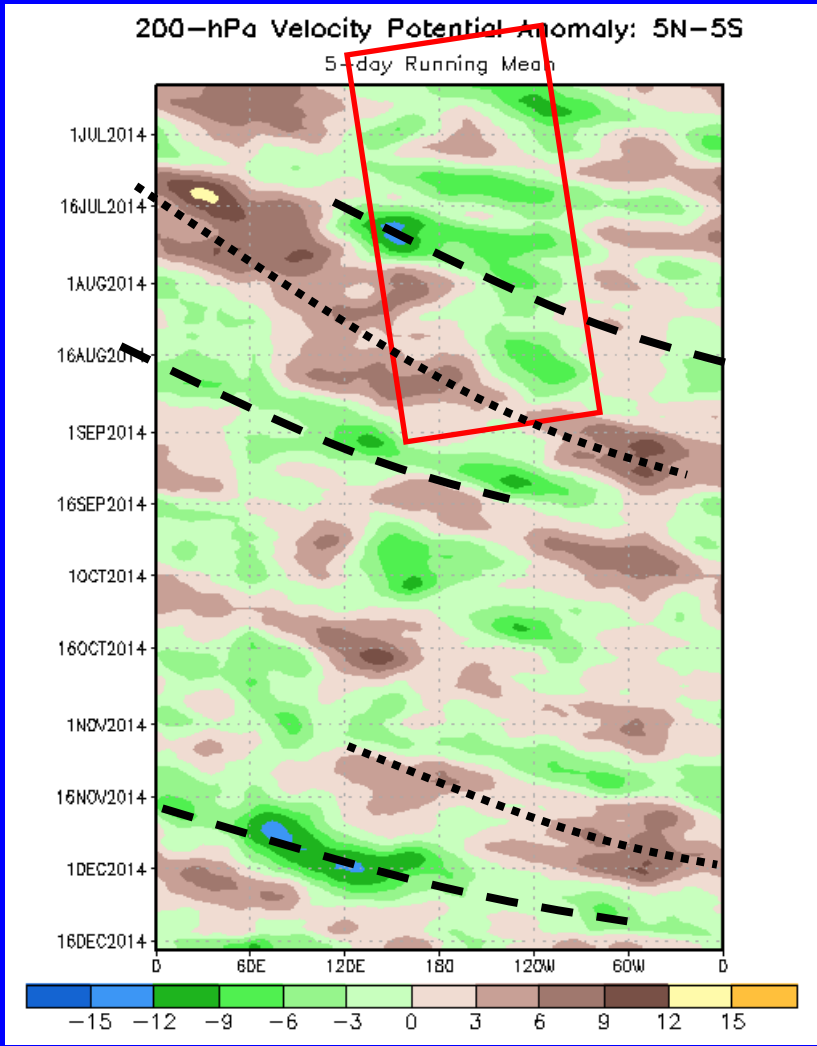 200-hPa Velocity Potential Anomaly: 5N-5S
5-day Running Mean
1JUL2014
16JUL2014
1AUG2014
16AUG2014
1SEP2014
16SEP2014
1OCT2014
16OCT2014
1NOV2014
16NOV2014
1DEC2014
16DEC2014
0 60E 120E 180 120W 60W 0
-15 -12 -9 -6 -3 0 3 6 9 12 15